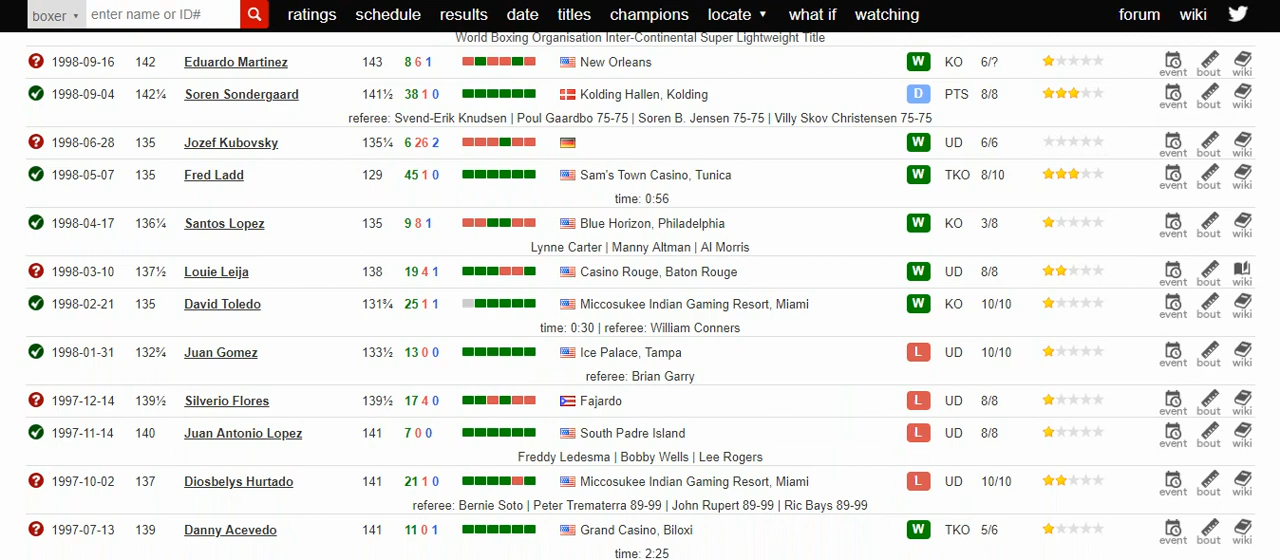 boxer ▾ enter name or ID# ratings schedule results date titles champions locate ▼ what if watching forum wiki
World Boxing Organisation Inter-Continental Super Lightweight Title
? 1998-09-16 142 Eduardo Martinez 143 8 6 1 New Orleans W KO 6/? event bout wiki
1998-09-04 142¼ Soren Sondergaard 141½ 38 1 0 Kolding Hallen, Kolding D PTS 8/8 event bout wiki
referee: Svend-Erik Knudsen | Poul Gaardbo 75-75 | Soren B. Jensen 75-75 | Villy Skov Christensen 75-75
? 1998-06-28 135 Jozef Kubovsky 135¼ 6 26 2 W UD 6/6 event bout wiki
1998-05-07 135 Fred Ladd 129 45 1 0 Sam's Town Casino, Tunica W TKO 8/10 event bout wiki
time: 0:56
1998-04-17 136¼ Santos Lopez 135 9 8 1 Blue Horizon, Philadelphia W KO 3/8 event bout wiki
Lynne Carter | Manny Altman | Al Morris
? 1998-03-10 137½ Louie Leija 138 19 4 1 Casino Rouge, Baton Rouge W UD 8/8 event bout wiki
1998-02-21 135 David Toledo 131¾ 25 1 1 Miccosukee Indian Gaming Resort, Miami W KO 10/10 event bout wiki
time: 0:30 | referee: William Conners
1998-01-31 132¾ Juan Gomez 133½ 13 0 0 Ice Palace, Tampa L UD 10/10 event bout wiki
referee: Brian Garry
? 1997-12-14 139½ Silverio Flores 139½ 17 4 0 Fajardo L UD 8/8 event bout wiki
1997-11-14 140 Juan Antonio Lopez 141 7 0 0 South Padre Island L UD 8/8 event bout wiki
Freddy Ledesma | Bobby Wells | Lee Rogers
? 1997-10-02 137 Diosbelys Hurtado 141 21 1 0 Miccosukee Indian Gaming Resort, Miami L UD 10/10 event bout wiki
referee: Bernie Soto | Peter Trematerra 89-99 | John Rupert 89-99 | Ric Bays 89-99
? 1997-07-13 139 Danny Acevedo 141 11 0 1 Grand Casino, Biloxi W TKO 5/6 event bout wiki
time: 2:25